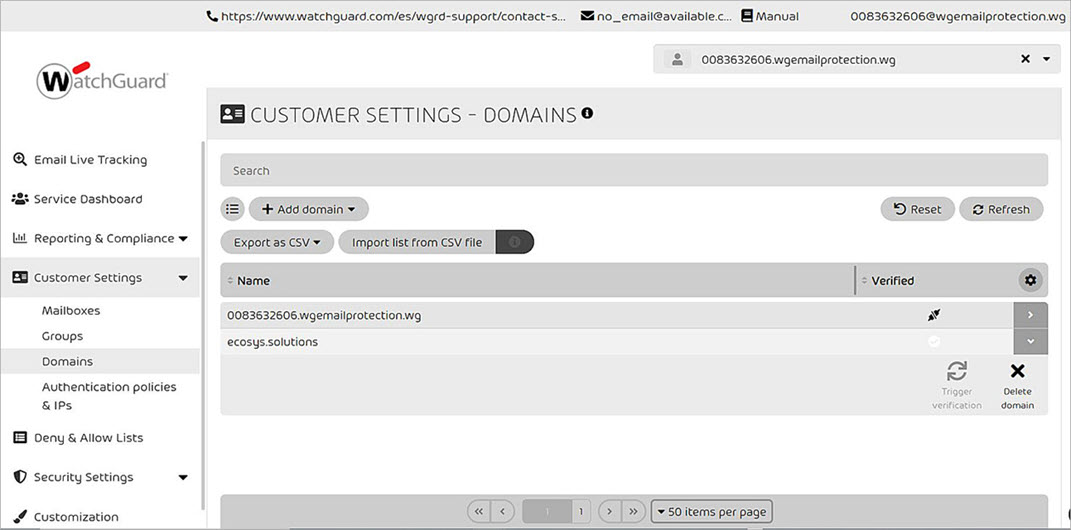 https://www.watchguard.com/es/wgrd-support/contact-s... no_email@available.c... Manual 0083632606@wgemailprotection.wg
WatchGuard
0083632606.wgemailprotection.wg
CUSTOMER SETTINGS - DOMAINS
Email Live Tracking
Service Dashboard
Reporting & Compliance
Customer Settings
Mailboxes
Groups
Domains
Authentication policies
& IPs
Deny & Allow Lists
Security Settings
Customization
Search
+ Add domain
Reset
Refresh
Export as CSV
Import list from CSV file
Name
Verified
0083632606.wgemailprotection.wg
ecosys.solutions
Trigger
verification
Delete
domain
1 1
50 items per page